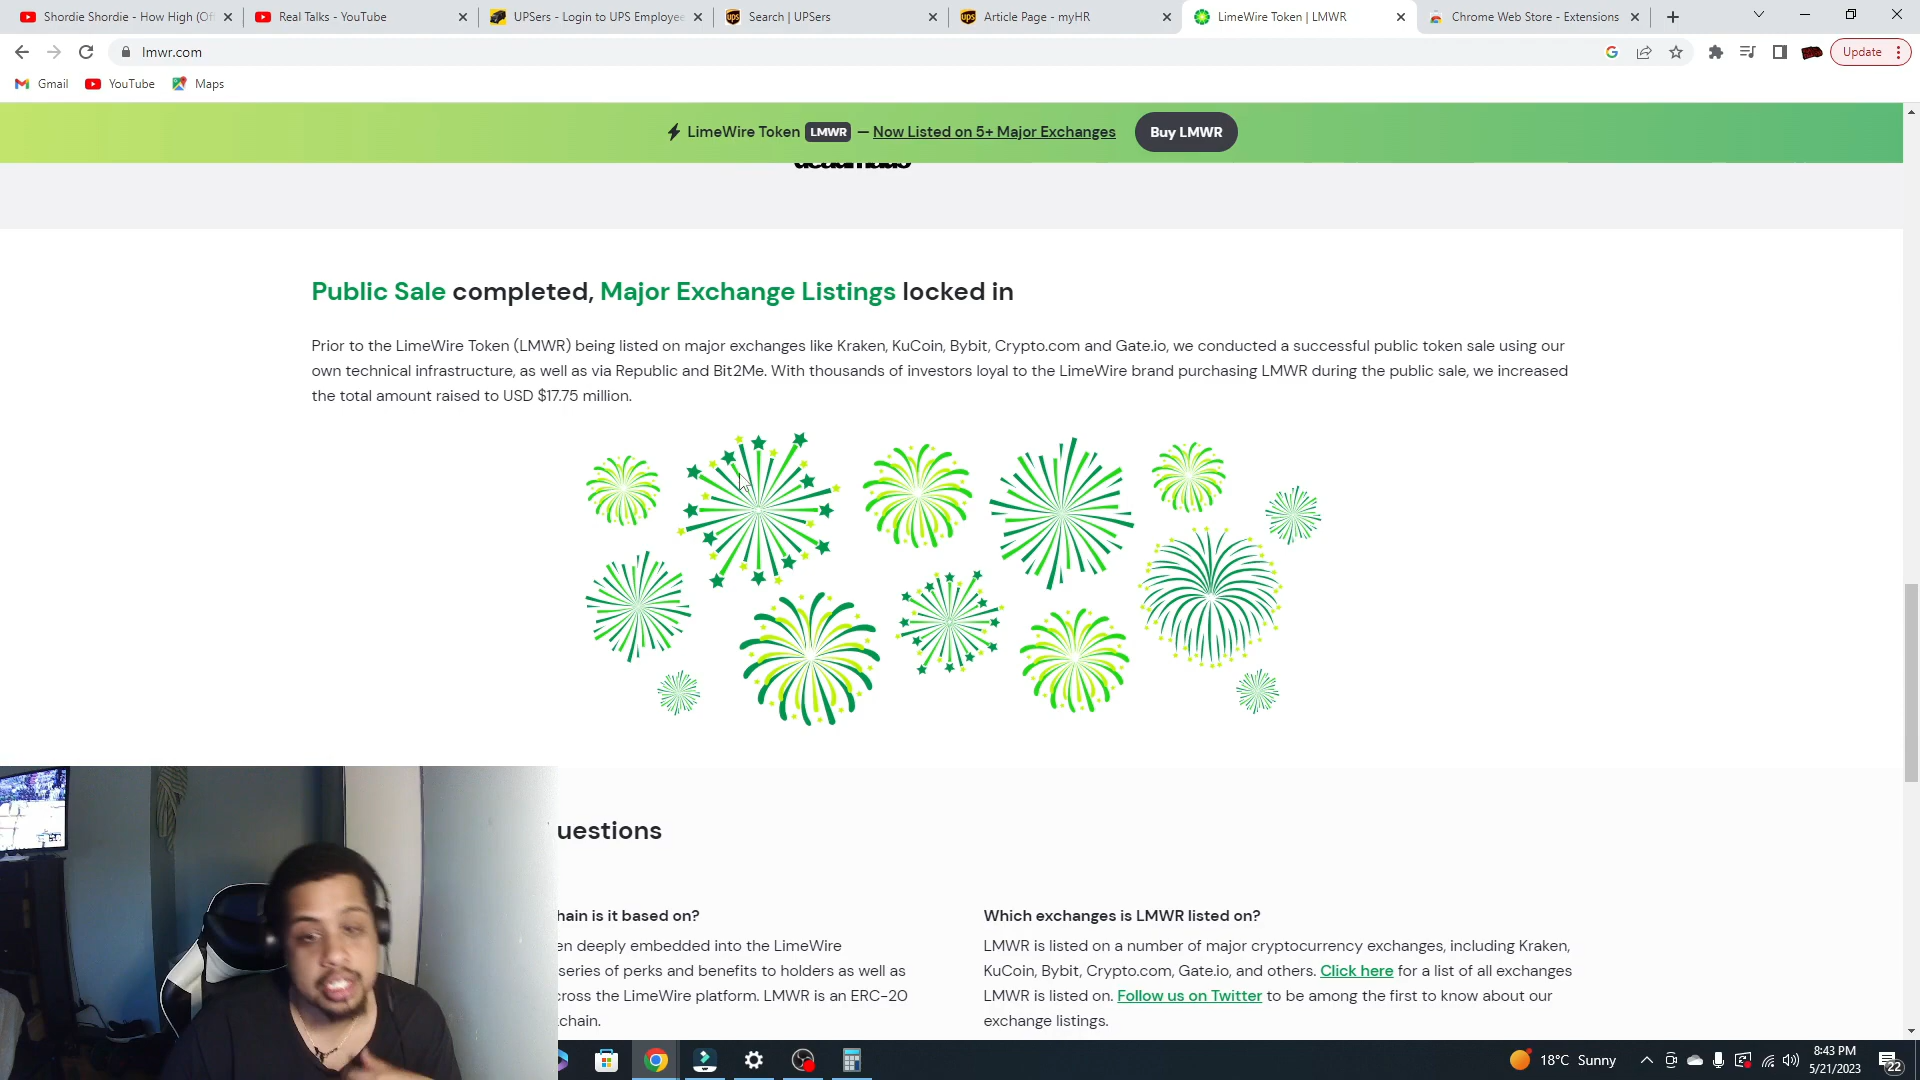 Shordie Shordie - How High (Of
Real Talks - YouTube
UPSers - Login to UPS Employee
Search | UPSers
Article Page - myHR
LimeWire Token | LMWR
Chrome Web Store - Extensions
lmwr.com
Update
Gmail
YouTube
Maps
LimeWire Token LMWR — Now Listed on 5+ Major Exchanges
Buy LMWR
Public Sale completed, Major Exchange Listings locked in
Prior to the LimeWire Token (LMWR) being listed on major exchanges like Kraken, KuCoin, Bybit, Crypto.com and Gate.io, we conducted a successful public token sale using our
own technical infrastructure, as well as via Republic and Bit2Me. With thousands of investors loyal to the LimeWire brand purchasing LMWR during the public sale, we increased
the total amount raised to USD $17.75 million.
uestions
hain is it based on?
en deeply embedded into the LimeWire
series of perks and benefits to holders as well as
cross the LimeWire platform. LMWR is an ERC-20
chain.
Which exchanges is LMWR listed on?
LMWR is listed on a number of major cryptocurrency exchanges, including Kraken,
KuCoin, Bybit, Crypto.com, Gate.io, and others. Click here for a list of all exchanges
LMWR is listed on. Follow us on Twitter to be among the first to know about our
exchange listings.
18°C Sunny
8:43 PM
5/21/2023
22